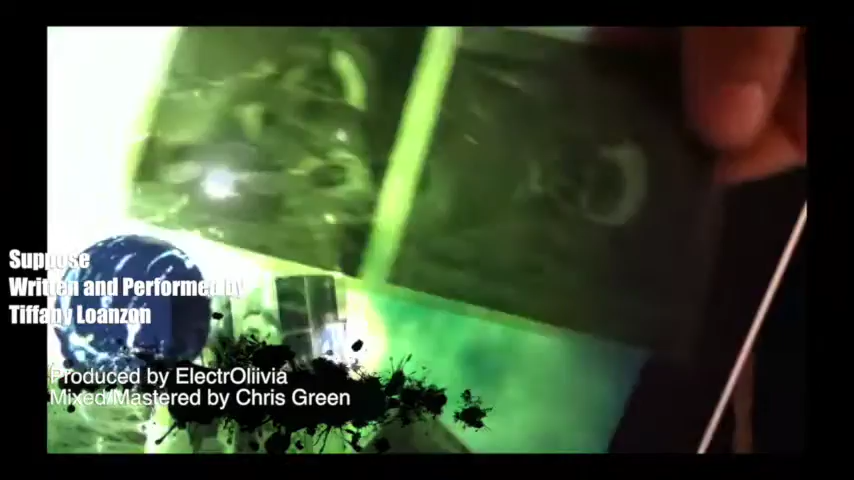 Suppose
Written and Performed by
Tiffany Loanzon
Produced by ElectrOliivia
Mixed/Mastered by Chris Green